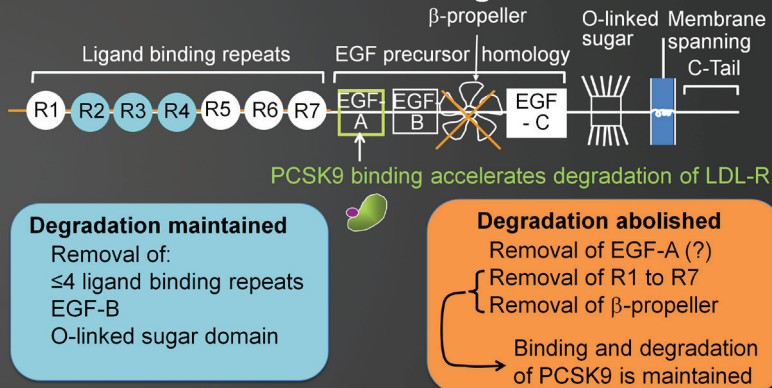 β-propeller
O-linked sugar
Membrane spanning
Ligand binding repeats
EGF precursor homology
C-Tail
R1 R2 R3 R4 R5 R6 R7
EGF-A
EGF-B
EGF - C
PCSK9 binding accelerates degradation of LDL-R
Degradation maintained
Removal of:
≤4 ligand binding repeats
EGF-B
O-linked sugar domain
Degradation abolished
Removal of EGF-A (?)
Removal of R1 to R7
Removal of β-propeller
Binding and degradation
of PCSK9 is maintained